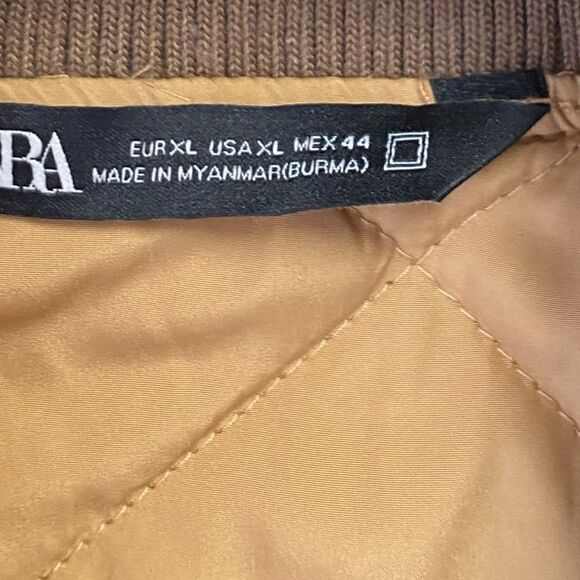 RA
EUR XL USA XL MEX 44
MADE IN MYANMAR(BURMA)